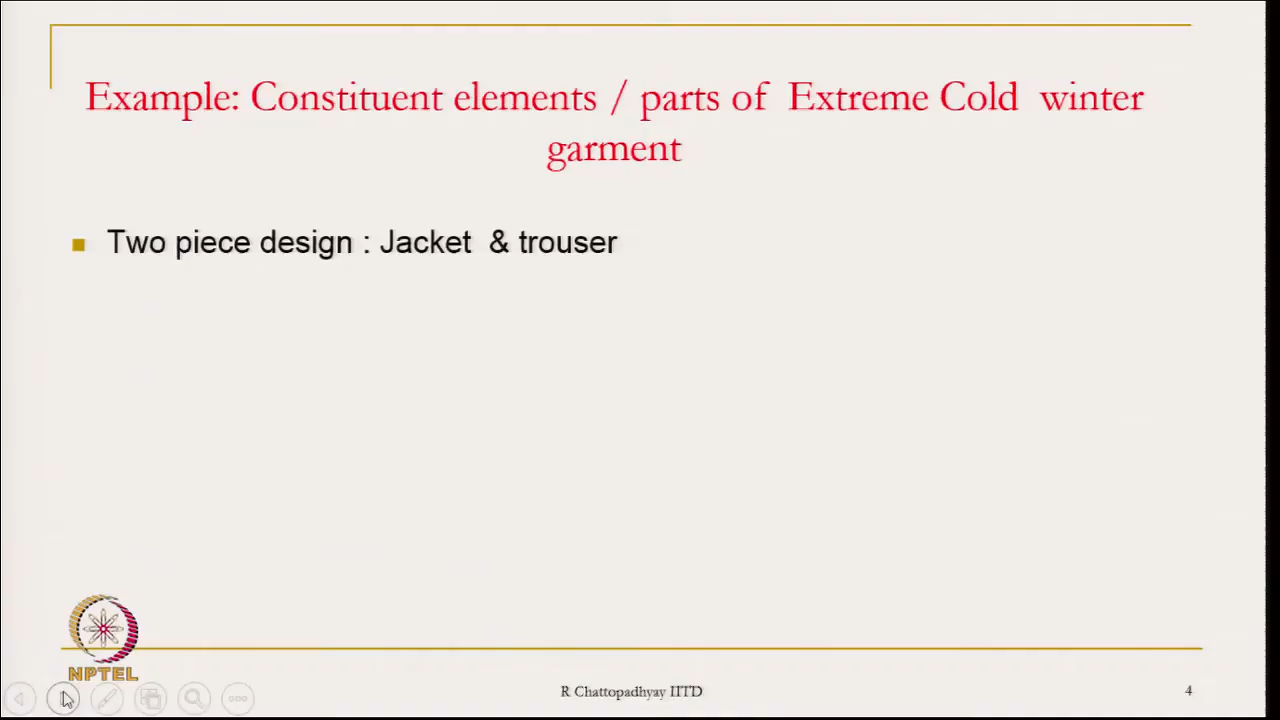 Example: Constituent elements / parts of Extreme Cold winter
garment
Two piece design : Jacket & trouser
NPTEL
R Chattopadhyay IITD
4